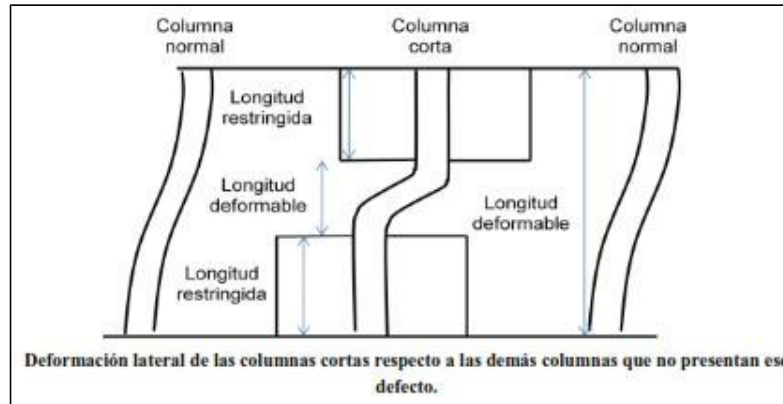 Columna normal
Columna corta
Columna normal
Longitud restringida
Longitud deformable
Longitud deformable
Longitud restringida
Deformación lateral de las columnas cortas respecto a las demás columnas que no presentan ese
defecto.